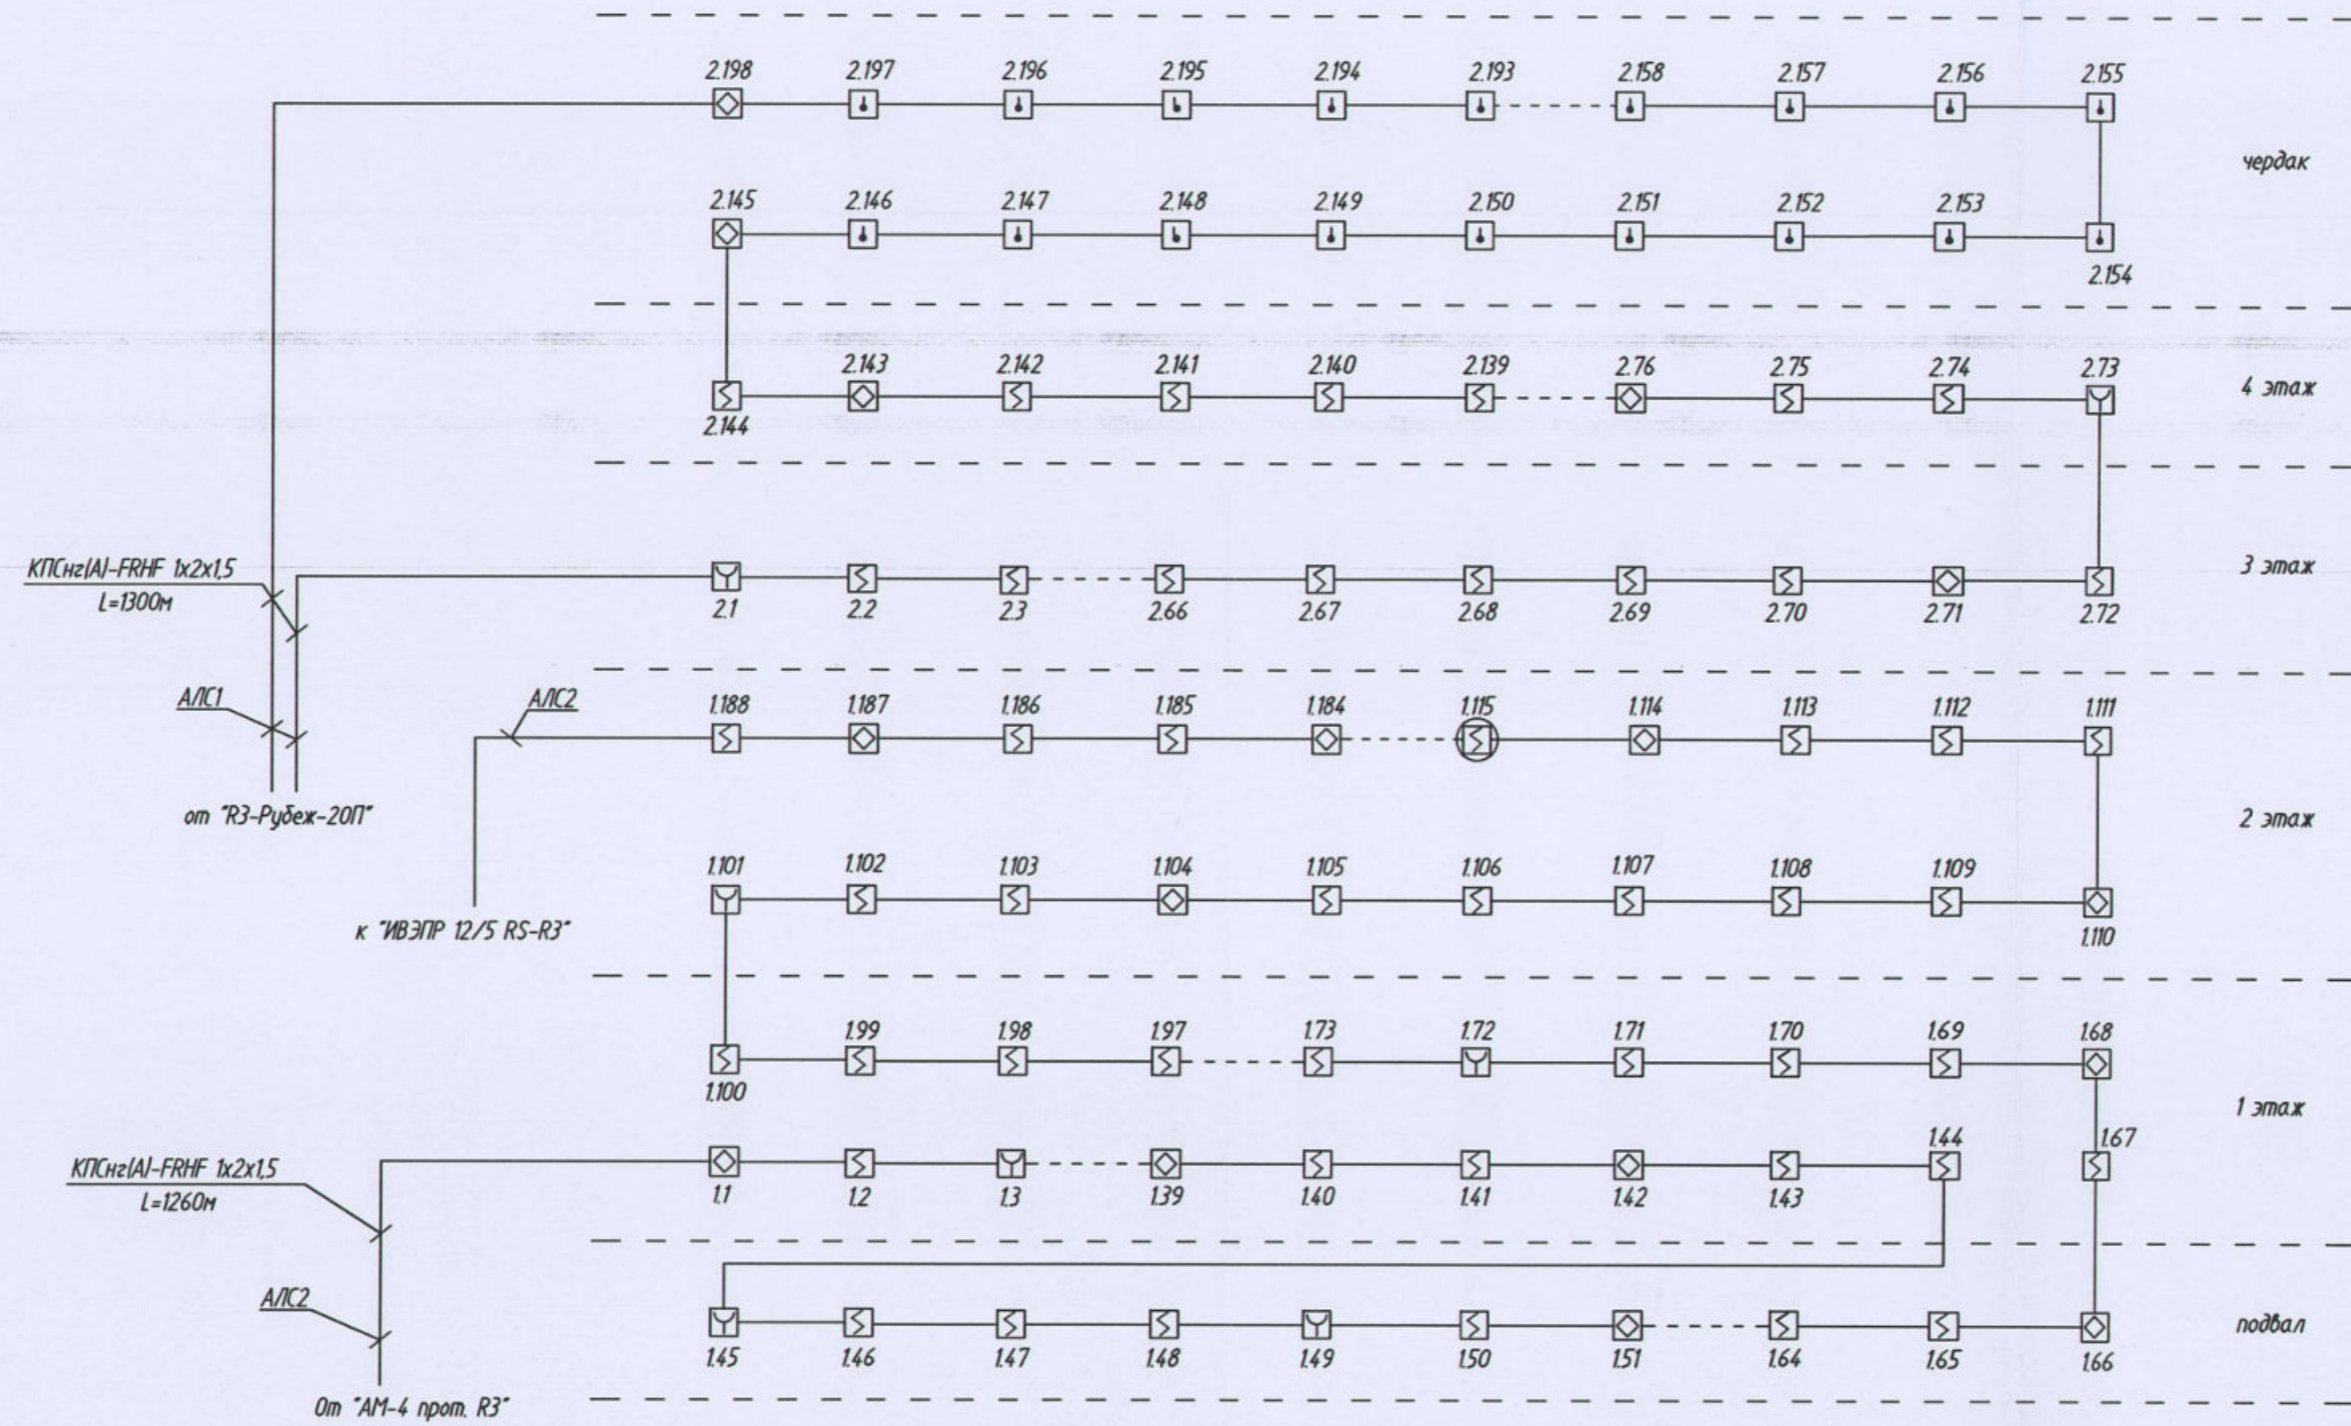 2.198 2.197 2.196 2.195 2.194 2.193 2.158 2.157 2.156 2.155
чердак
2.145 2.146 2.147 2.148 2.149 2.150 2.151 2.152 2.153
2.154
2.143 2.142 2.141 2.140 2.139 2.76 2.75 2.74 2.73
4 этаж
2.144
КПСнг(А)-FRHF 1x2x1,5
L=1300м
3 этаж
2.1 2.2 2.3 2.66 2.67 2.68 2.69 2.70 2.71 2.72
АЛС1
АЛС2
1.188 1.187 1.186 1.185 1.184 1.115 1.114 1.113 1.112 1.111
от "R3-Рубеж-20П"
2 этаж
1.101 1.102 1.103 1.104 1.105 1.106 1.107 1.108 1.109
к "ИВЭПР 12/5 RS-R3"
1.110
1.99 1.98 1.97 1.73 1.72 1.71 1.70 1.69 1.68
1.100
1 этаж
1.44 1.67
КПСнг(А)-FRHF 1x2x1,5
L=1260м
1.1 1.2 1.3 1.39 1.40 1.41 1.42 1.43
АЛС2
подвал
1.45 1.46 1.47 1.48 1.49 1.50 1.51 1.64 1.65 1.66
От "АМ-4 прот. R3"